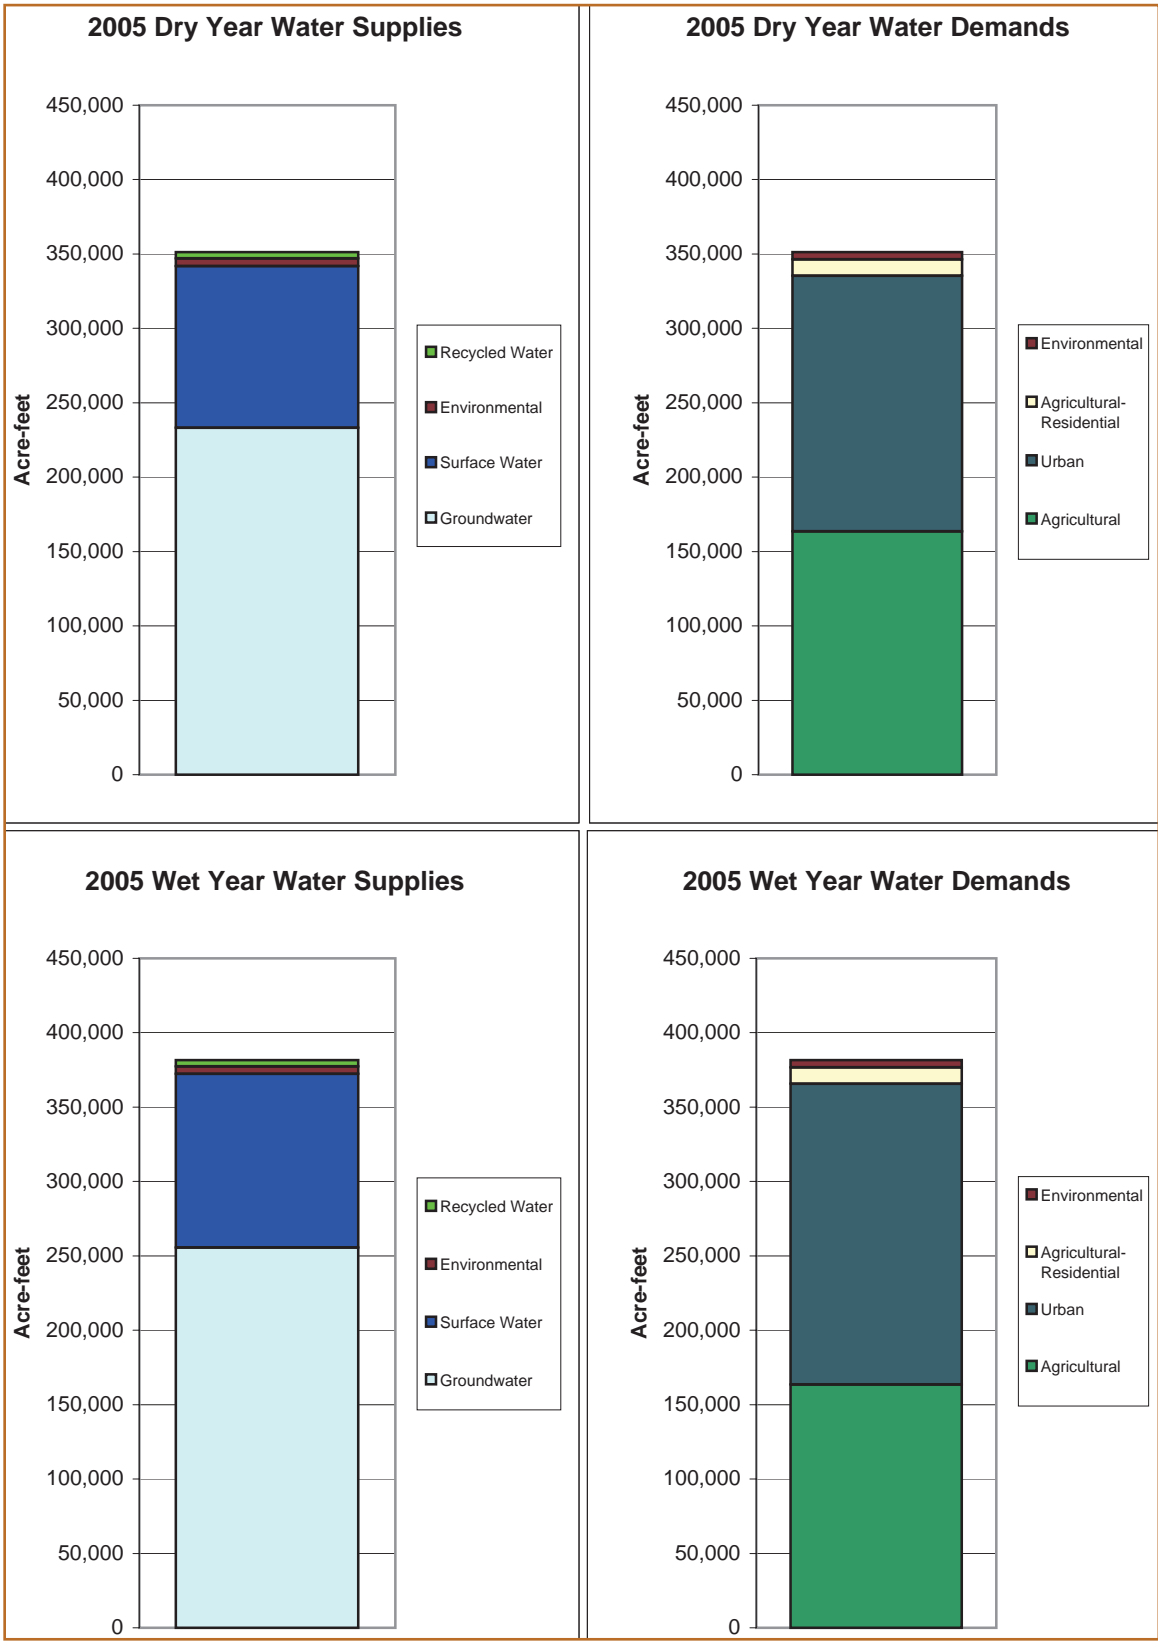 2005 Dry Year Water Supplies
450,000
400,000
350,000
300,000
250,000
200,000
150,000
100,000
50,000
0
Acre-feet
Recycled Water
Environmental
Surface Water
Groundwater
2005 Dry Year Water Demands
450,000
400,000
350,000
300,000
250,000
200,000
150,000
100,000
50,000
0
Acre-feet
Environmental
Agricultural-
Residential
Urban
Agricultural
2005 Wet Year Water Supplies
450,000
400,000
350,000
300,000
250,000
200,000
150,000
100,000
50,000
0
Acre-feet
Recycled Water
Environmental
Surface Water
Groundwater
2005 Wet Year Water Demands
450,000
400,000
350,000
300,000
250,000
200,000
150,000
100,000
50,000
0
Acre-feet
Environmental
Agricultural-
Residential
Urban
Agricultural